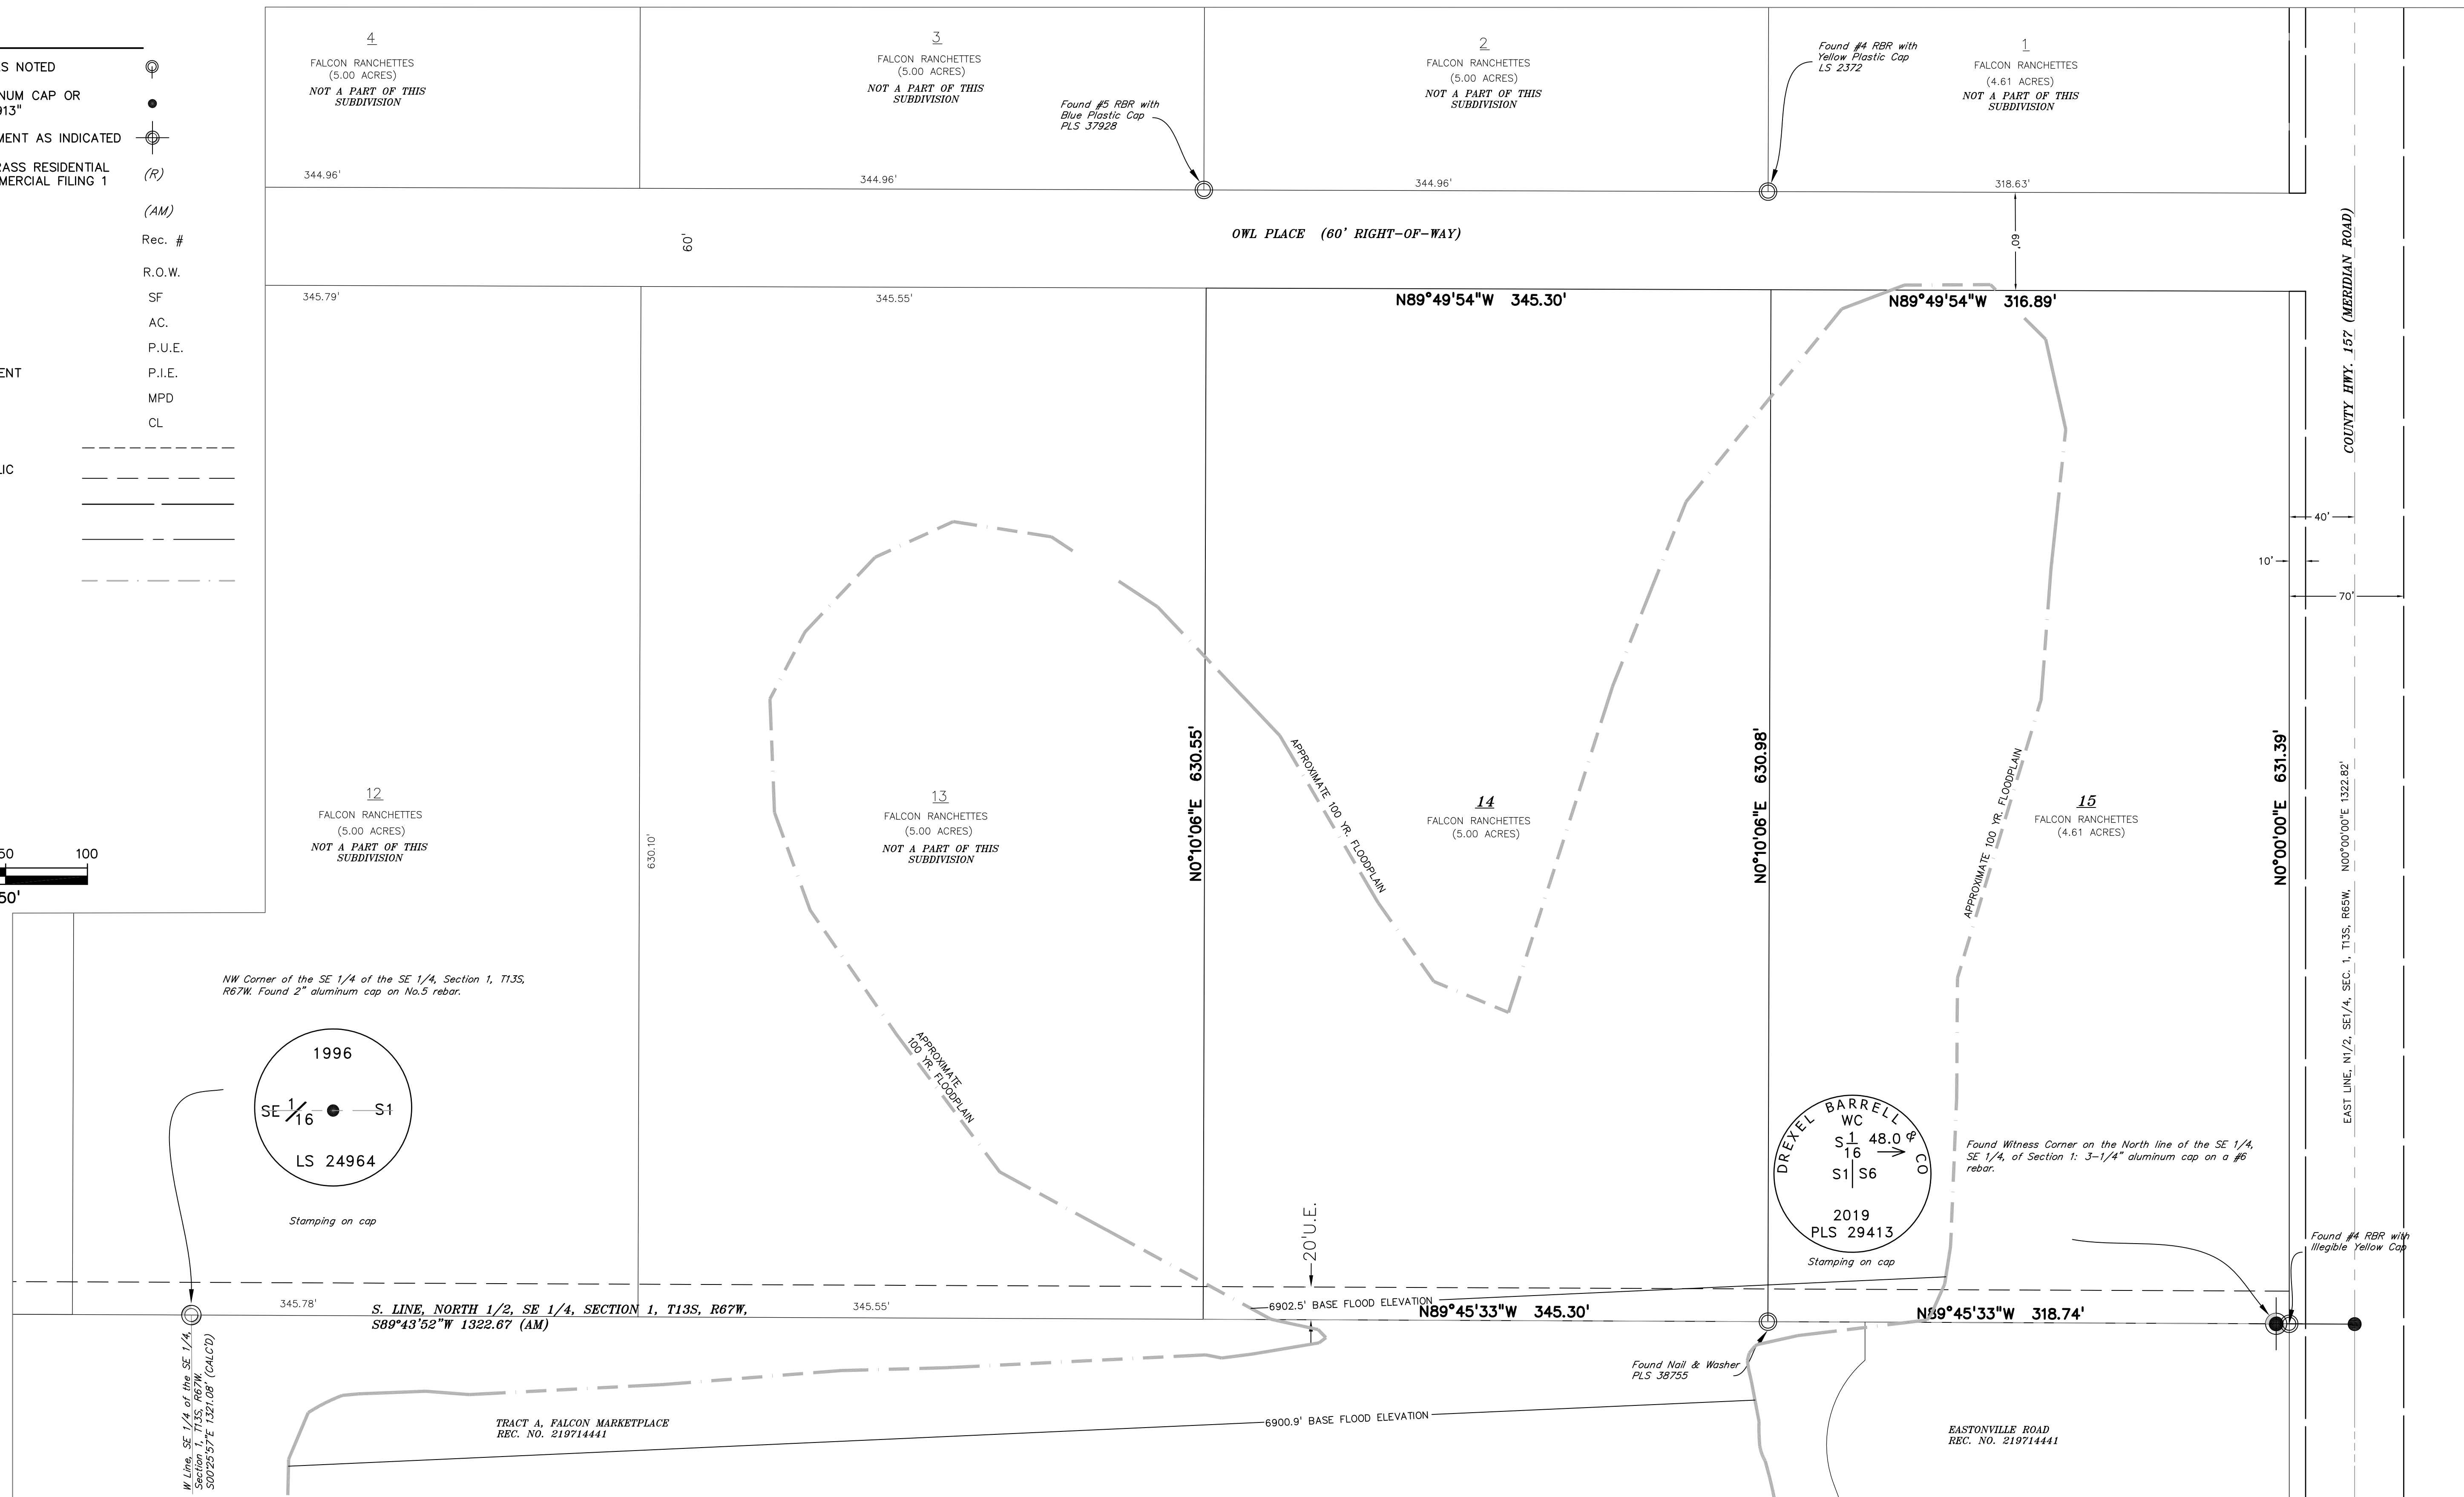 S NOTED
NUM CAP OR
913"
MENT AS INDICATED
RASS RESIDENTIAL
MERCIAL FILING 1
(R)
(AM)
Rec. #
R.O.W.
SF
AC.
P.U.E.
ENT
P.I.E.
MPD
CL
LIC
50 100
50'
4
FALCON RANCHETTES
(5.00 ACRES)
NOT A PART OF THIS
SUBDIVISION
344.96'
3
FALCON RANCHETTES
(5.00 ACRES)
NOT A PART OF THIS
SUBDIVISION
344.96'
Found #5 RBR with
Blue Plastic Cap
PLS 37928
2
FALCON RANCHETTES
(5.00 ACRES)
NOT A PART OF THIS
SUBDIVISION
344.96'
Found #4 RBR with
Yellow Plastic Cap
LS 2372
1
FALCON RANCHETTES
(4.61 ACRES)
NOT A PART OF THIS
SUBDIVISION
318.63'
60'
OWL PLACE (60' RIGHT-OF-WAY)
60'
COUNTY HWY. 157 (MERIDIAN ROAD)
345.79'
345.55'
N89°49'54"W 345.30'
N89°49'54"W 316.89'
40'
10'
70'
12
FALCON RANCHETTES
(5.00 ACRES)
NOT A PART OF THIS
SUBDIVISION
630.10'
13
FALCON RANCHETTES
(5.00 ACRES)
NOT A PART OF THIS
SUBDIVISION
N0°10'06"E 630.55'
APPROXIMATE 100 YR. FLOODPLAIN
14
FALCON RANCHETTES
(5.00 ACRES)
N0°10'06"E 630.98'
APPROXIMATE 100 YR. FLOODPLAIN
15
FALCON RANCHETTES
(4.61 ACRES)
N0°00'00"E 631.39'
EAST LINE, N1/2, SE1/4, SEC. 1, T13S, R65W, N00°00'00"E 1322.82'
NW Corner of the SE 1/4 of the SE 1/4, Section 1, T13S,
R67W. Found 2" aluminum cap on No.5 rebar.
1996
SE 1/16 S1
LS 24964
Stamping on cap
APPROXIMATE
100 YR. FLOODPLAIN
DREXEL BARRELL & CO
WC
S 1/16 48.0
S1 S6
2019
PLS 29413
Stamping on cap
Found Witness Corner on the North line of the SE 1/4,
SE 1/4, of Section 1: 3-1/4" aluminum cap on a #6
rebar.
Found #4 RBR with
Illegible Yellow Cap
20'U.E.
345.78'
S. LINE, NORTH 1/2, SE 1/4, SECTION 1, T13S, R67W,
S89°43'52"W 1322.67 (AM)
345.55'
6902.5' BASE FLOOD ELEVATION
N89°45'33"W 345.30'
N89°45'33"W 318.74'
Found Nail & Washer
PLS 38755
W Line, SE 1/4 of the SE 1/4,
Section 1, T13S, R67W.
S00°25'57"E 1321.08' (CALC'D)
TRACT A, FALCON MARKETPLACE
REC. NO. 219714441
6900.9' BASE FLOOD ELEVATION
EASTONVILLE ROAD
REC. NO. 219714441